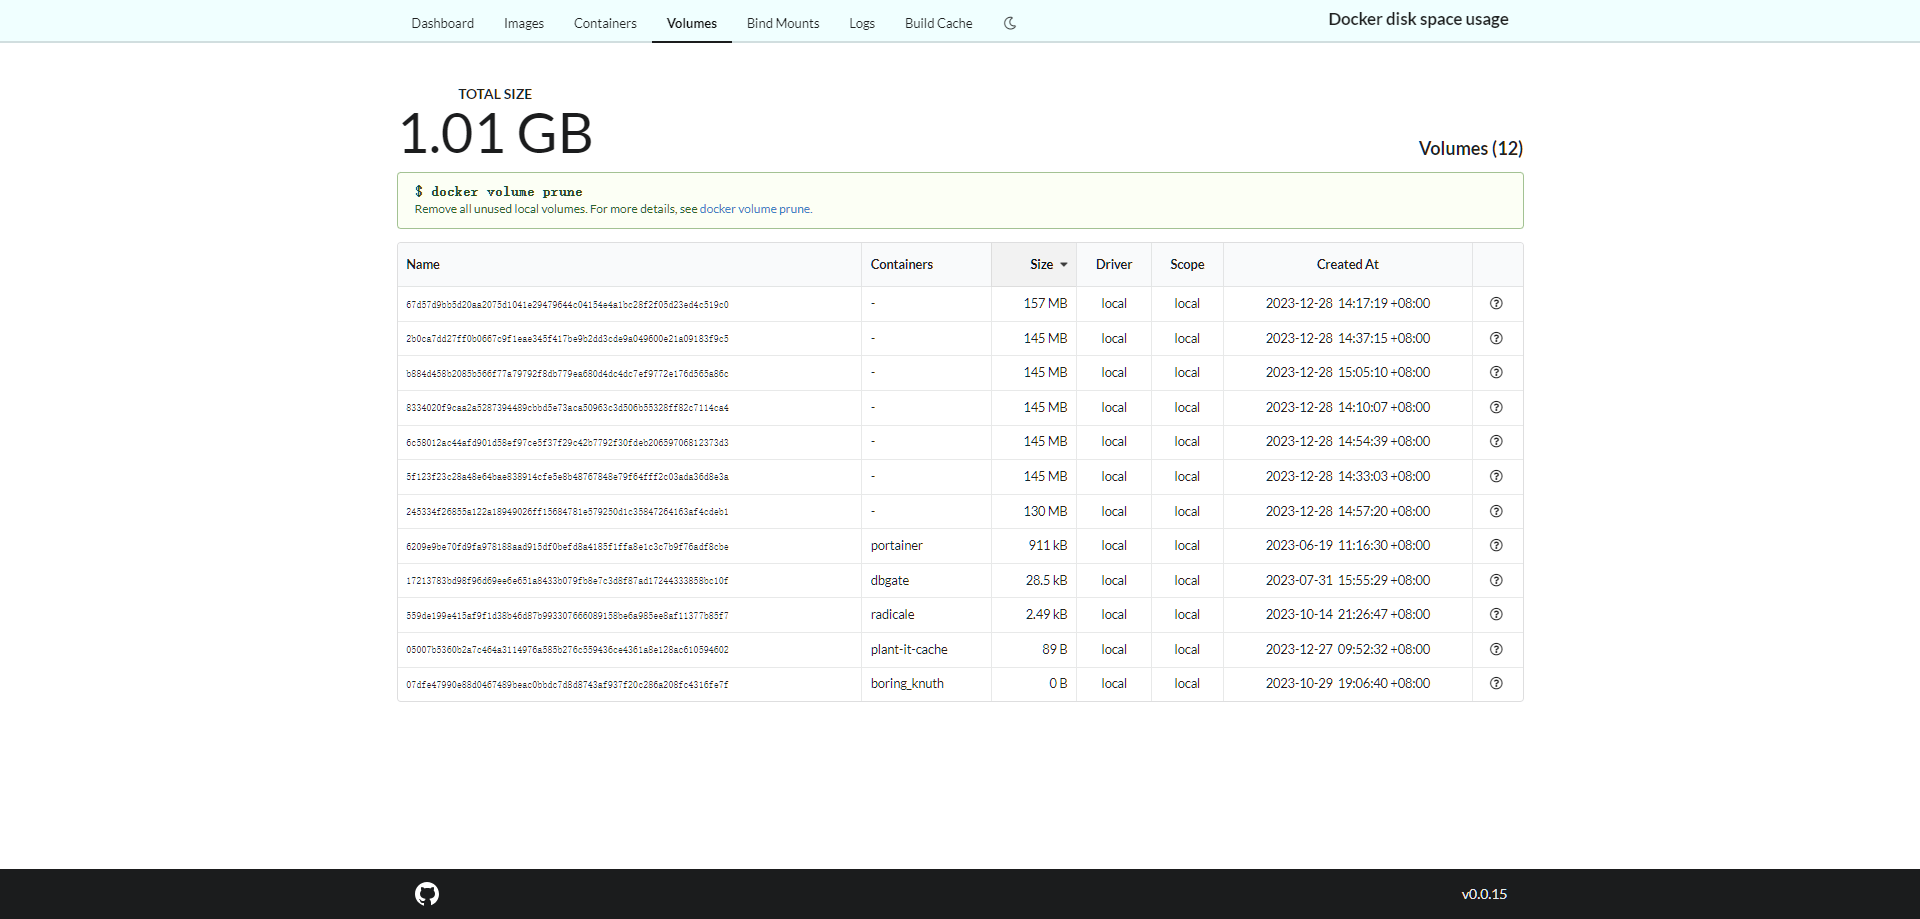 Dashboard Images Containers Volumes Bind Mounts Logs Build Cache Docker disk space usage
TOTAL SIZE
1.01 GB
Volumes (12)
$ docker volume prune
Remove all unused local volumes. For more details, see docker volume prune.
Name Containers Size Driver Scope Created At
67d57d9bb5d20aa2075d1041e29479644c04154e4a1bc28f2f05d23ed4c519c0 - 157 MB local local 2023-12-28 14:17:19 +08:00
2b0ca7dd27ff0b0667c9f1eae345f417be9b2dd3cde9a049600e21a09183f9c5 - 145 MB local local 2023-12-28 14:37:15 +08:00
b884d458b2085b566f77a79792f8db779ea680d4dc4dc7ef9772e176d565a86c - 145 MB local local 2023-12-28 15:05:10 +08:00
8334020f9caa2a5287394489cbbd5e73aca50963c3d506b55328ff82c7114ca4 - 145 MB local local 2023-12-28 14:10:07 +08:00
6c58012ac44afd901d58ef97ce5f37f29c42b7792f30fdeb20659706812373d3 - 145 MB local local 2023-12-28 14:54:39 +08:00
5f123f23c28a48e64bae838914cfe5e8b48767848e79f64fff2c03ada36d8e3a - 145 MB local local 2023-12-28 14:33:03 +08:00
245334f26855a122a18949026ff15684781e579250d1c35847264163af4cdeb1 - 130 MB local local 2023-12-28 14:57:20 +08:00
6209e9be70fd9fa978188aad915df0befd8a4185f1ffa8e1c3c7b9f76adf8cbe portainer 911 kB local local 2023-06-19 11:16:30 +08:00
17213783bd98f96d69ee6e651a8433b079fb8e7c3d8f87ad17244333858bc10f dbgate 28.5 kB local local 2023-07-31 15:55:29 +08:00
559de199e415af9f1d38b46d87b993307666089158be6a985ee8af11377b85f7 radicale 2.49 kB local local 2023-10-14 21:26:47 +08:00
05007b5360b2a7c464a3114976a585b276c559436ce4361a8e128ac610594602 plant-it-cache 89 B local local 2023-12-27 09:52:32 +08:00
07dfe47990e88d0467489beac0bbdc7d8d8743af937f20c286a208fc4316fe7f boring_knuth 0 B local local 2023-10-29 19:06:40 +08:00
v0.0.15